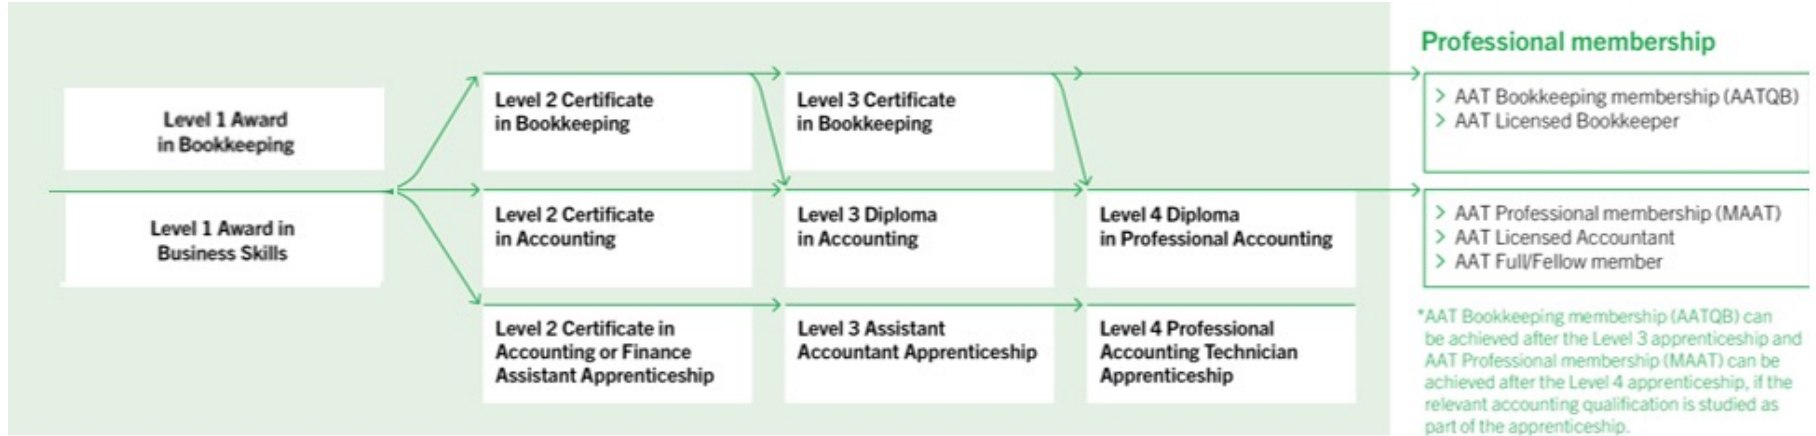 Professional membership
Level 1 Award
in Bookkeeping
Level 1 Award in
Business Skills
Level 2 Certificate
in Bookkeeping
Level 3 Certificate
in Bookkeeping
> AAT Bookkeeping membership (AATQB)
> AAT Licensed Bookkeeper
Level 2 Certificate
in Accounting
Level 3 Diploma
in Accounting
Level 4 Diploma
in Professional Accounting
> AAT Professional membership (MAAT)
> AAT Licensed Accountant
> AAT Full/Fellow member
Level 2 Certificate in
Accounting or Finance
Assistant Apprenticeship
Level 3 Assistant
Accountant Apprenticeship
Level 4 Professional
Accounting Technician
Apprenticeship
*AAT Bookkeeping membership (AATQB) can
be achieved after the Level 3 apprenticeship and
AAT Professional membership (MAAT) can be
achieved after the Level 4 apprenticeship, if the
relevant accounting qualification is studied as
part of the apprenticeship.